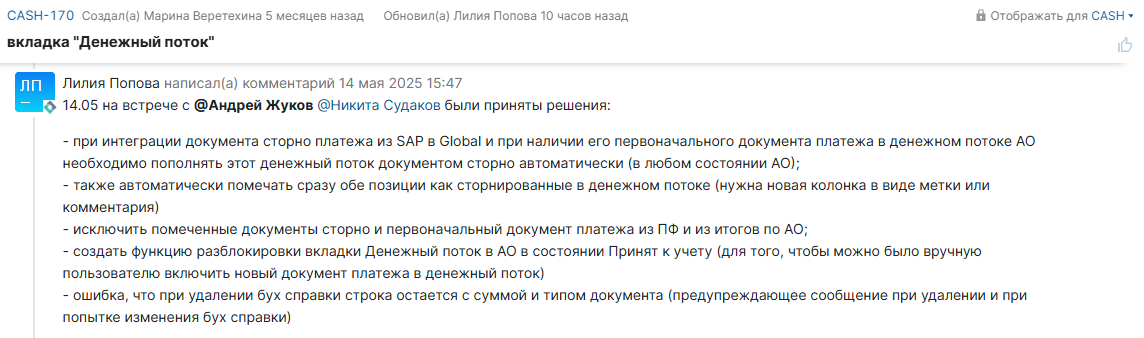 CASH-170 Создал(а) Марина Веретехина 5 месяцев назад Обновил(а) Лилия Попова 10 часов назад Отображать для CASH
вкладка "Денежный поток"
ЛП
Лилия Попова написал(а) комментарий 14 мая 2025 15:47
14.05 на встрече с @Андрей Жуков @Никита Судаков были приняты решения:
- при интеграции документа сторно платежа из SAP в Global и при наличии его первоначального документа платежа в денежном потоке АО
необходимо пополнять этот денежный поток документом сторно автоматически (в любом состоянии АО);
- также автоматически помечать сразу обе позиции как сторнированные в денежном потоке (нужна новая колонка в виде метки или
комментария)
- исключить помеченные документы сторно и первоначальный документ платежа из ПФ и из итогов по АО;
- создать функцию разблокировки вкладки Денежный поток в АО в состоянии Принят к учету (для того, чтобы можно было вручную
пользователю включить новый документ платежа в денежный поток)
- ошибка, что при удалении бух справки строка остается с суммой и типом документа (предупреждающее сообщение при удалении и при
попытке изменения бух справки)